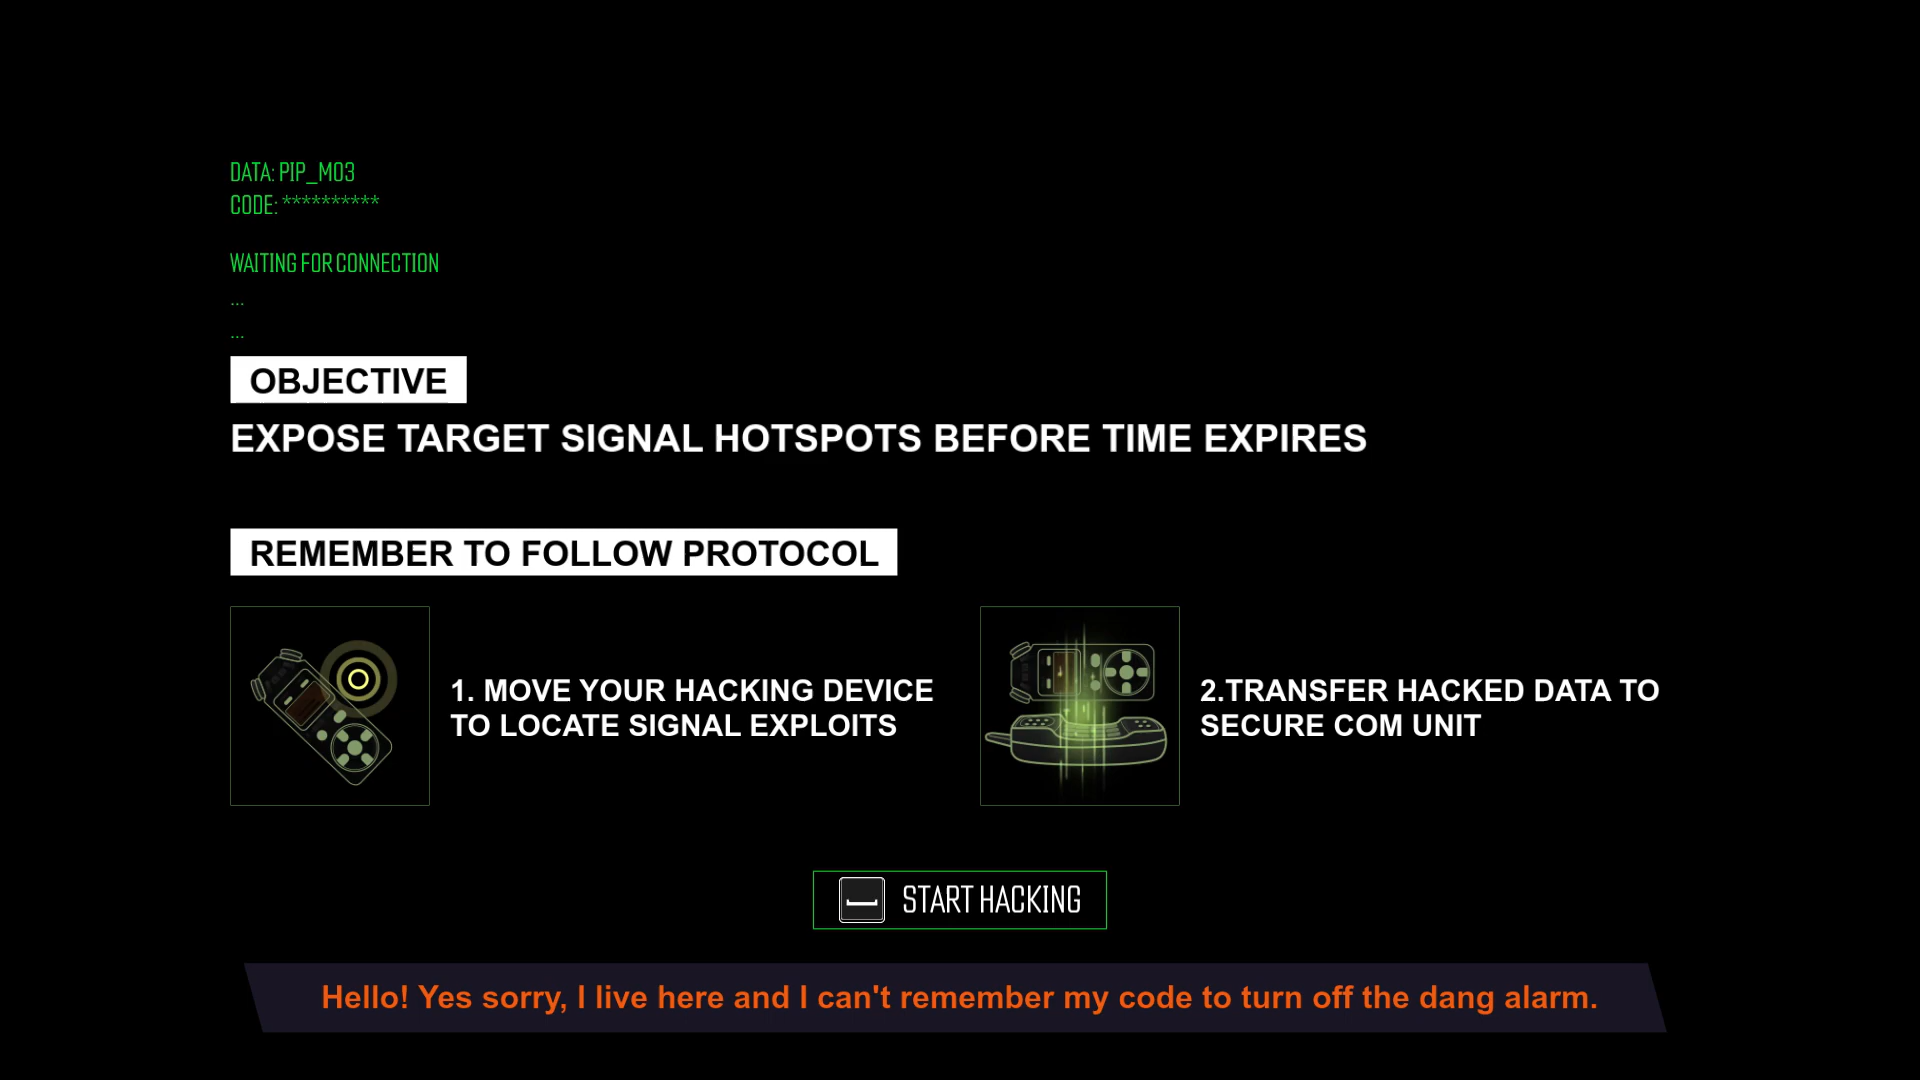 DATA: PIP_M03
CODE: **********
WAITING FOR CONNECTION
...
...
OBJECTIVE
EXPOSE TARGET SIGNAL HOTSPOTS BEFORE TIME EXPIRES
REMEMBER TO FOLLOW PROTOCOL
1. MOVE YOUR HACKING DEVICE
TO LOCATE SIGNAL EXPLOITS
2.TRANSFER HACKED DATA TO
SECURE COM UNIT
START HACKING
Hello! Yes sorry, I live here and I can't remember my code to turn off the dang alarm.